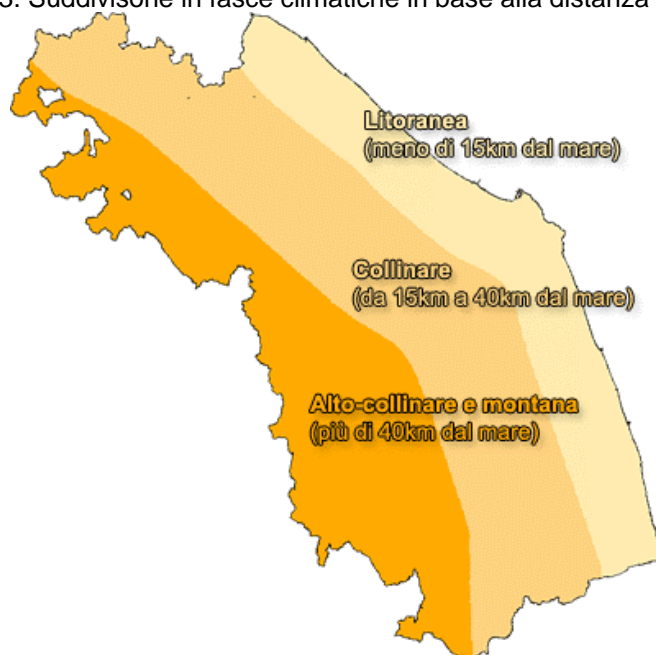 3. Suddivisone in fasce climatiche in base alla distanza
Litoranea
(meno di 15km dal mare)
Collinare
(da 15km a 40km dal mare)
Alto-collinare e montana
(più di 40km dal mare)